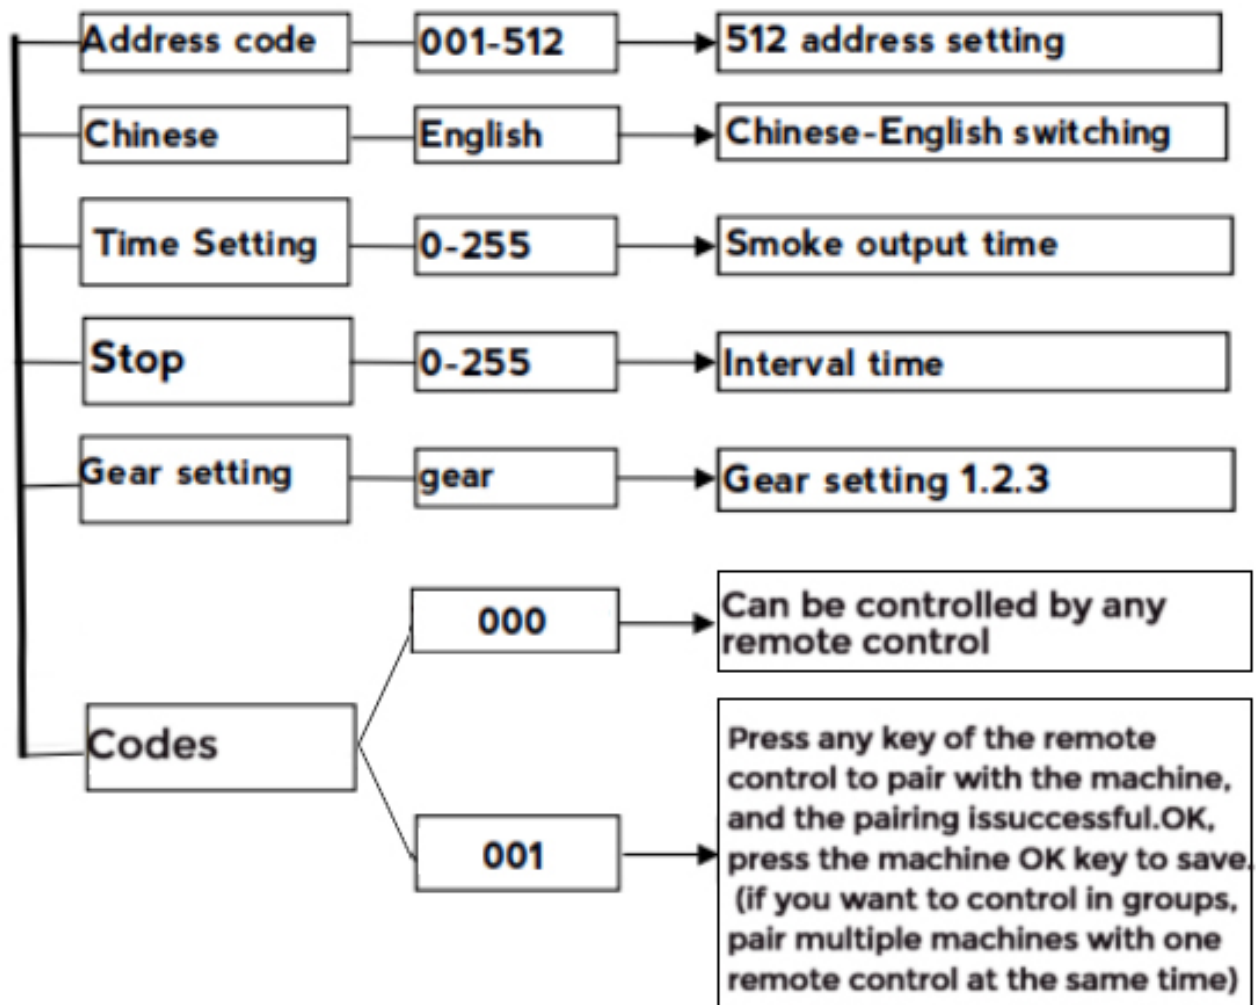 Address code 001-512 512 address setting
Chinese English Chinese-English switching
Time Setting 0-255 Smoke output time
Stop 0-255 Interval time
Gear setting gear Gear setting 1.2.3
000 Can be controlled by any
remote control
Codes
001 Press any key of the remote
control to pair with the machine,
and the pairing issuccessful.OK,
press the machine OK key to save.
(if you want to control in groups,
pair multiple machines with one
remote control at the same time)